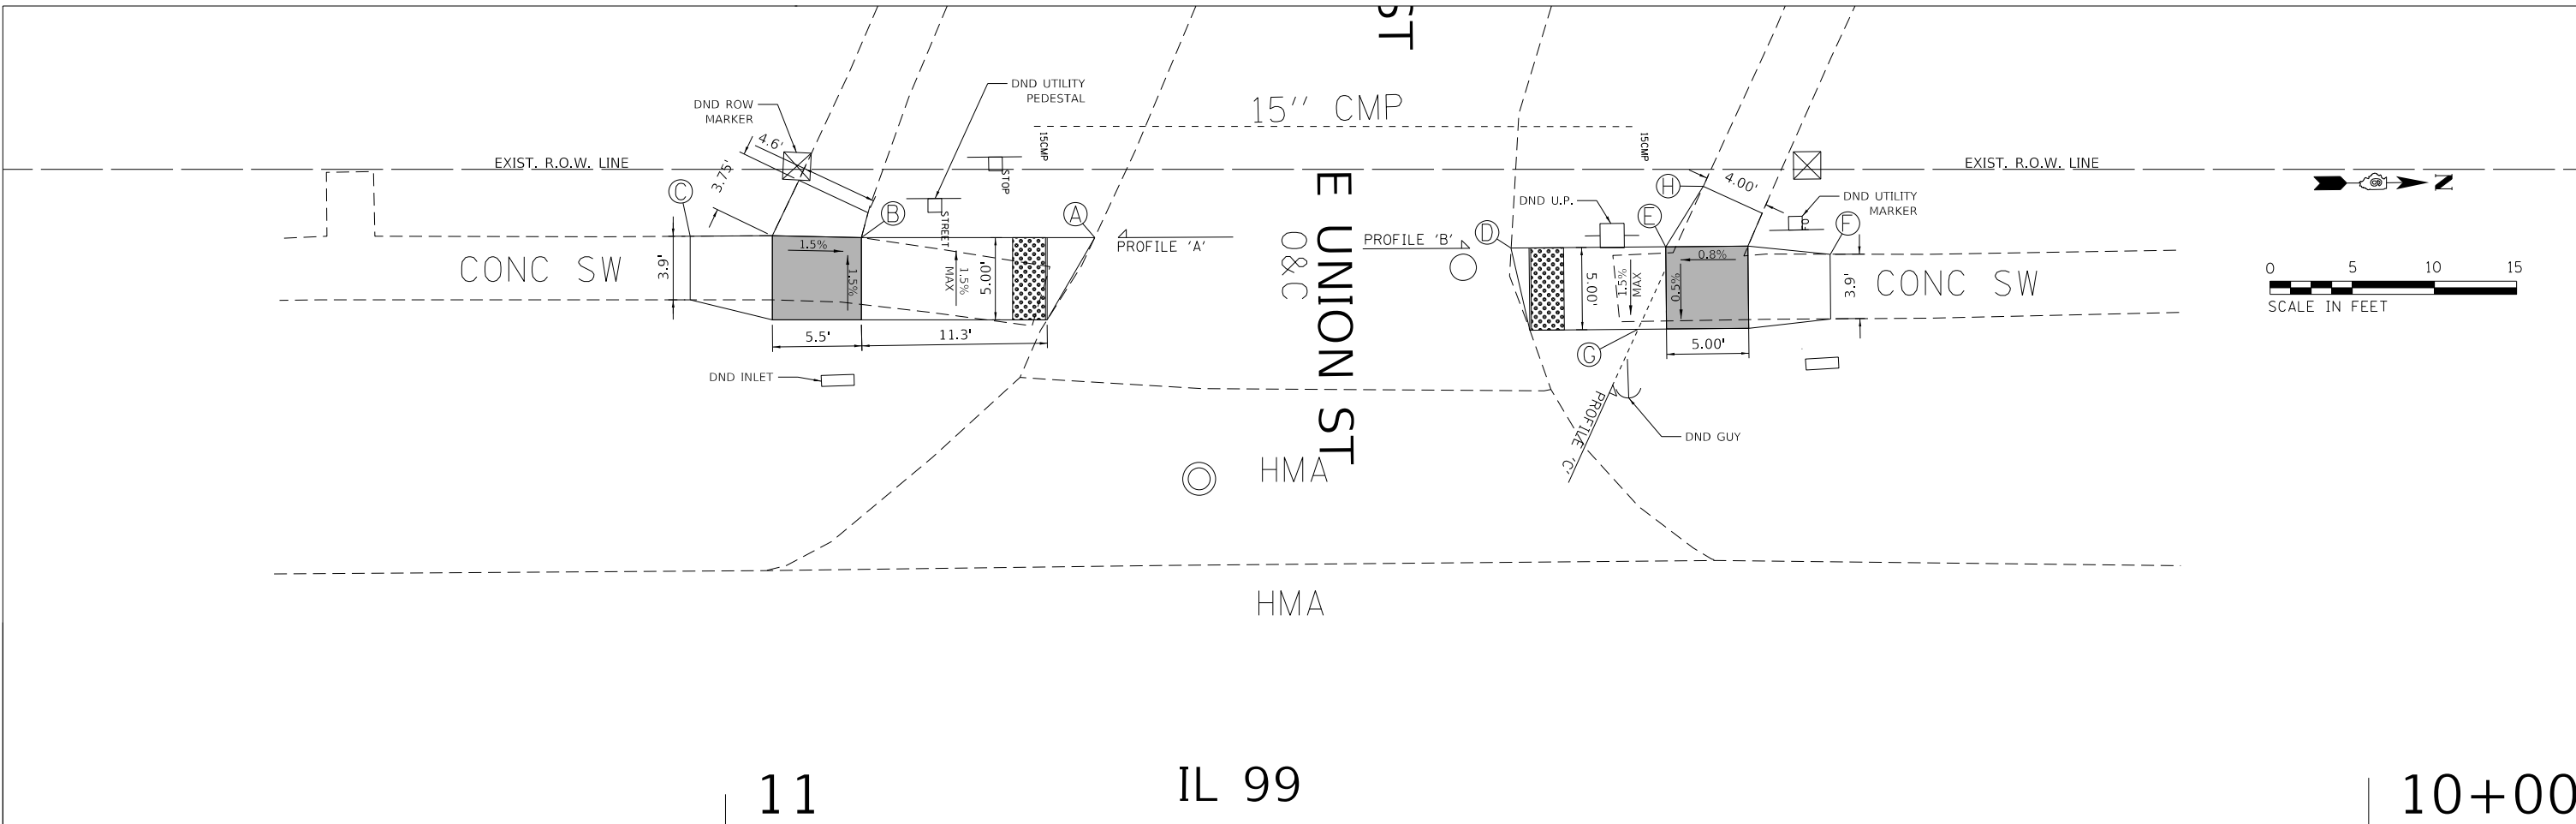 ST
15'' CMP
DND UTILITY
PEDESTAL
DND ROW
MARKER
4.6'
3.75'
15CMP
15CMP
EXIST. R.O.W. LINE
EXIST. R.O.W. LINE
STOP
STREET
C
B
A
H
4.00'
DND UTILITY
MARKER
N
DND U.P.
E
F
D
PROFILE 'A'
PROFILE 'B'
E UNION ST
O&C
CONC SW
3.9'
1.5%
1.5%
1.5%
MAX
5.00'
5.00'
1.5%
MAX
0.8%
0.5%
3.9'
CONC SW
0 5 10 15
SCALE IN FEET
5.5'
11.3'
5.00'
G
DND INLET
PROFILE 'C'
DND GUY
HMA
HMA
IL 99
11
10+00